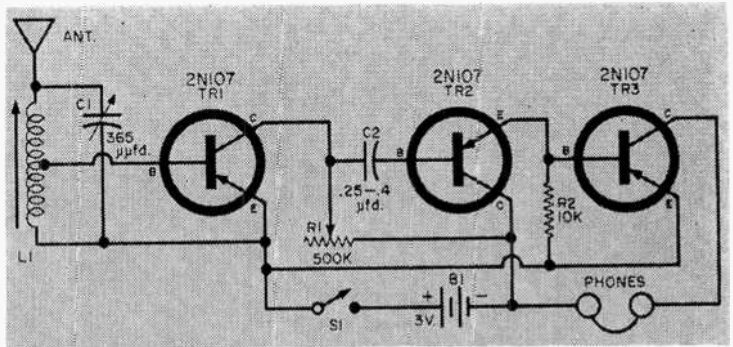 ANT.
C1
365
µµfd.
L1
2N107
TR1
B
C
E
C2
.25-.4
µfd.
R1
500K
2N107
TR2
B
E
C
2N107
TR3
B
C
E
R2
10K
S1
+
B1
-
3V.
PHONES